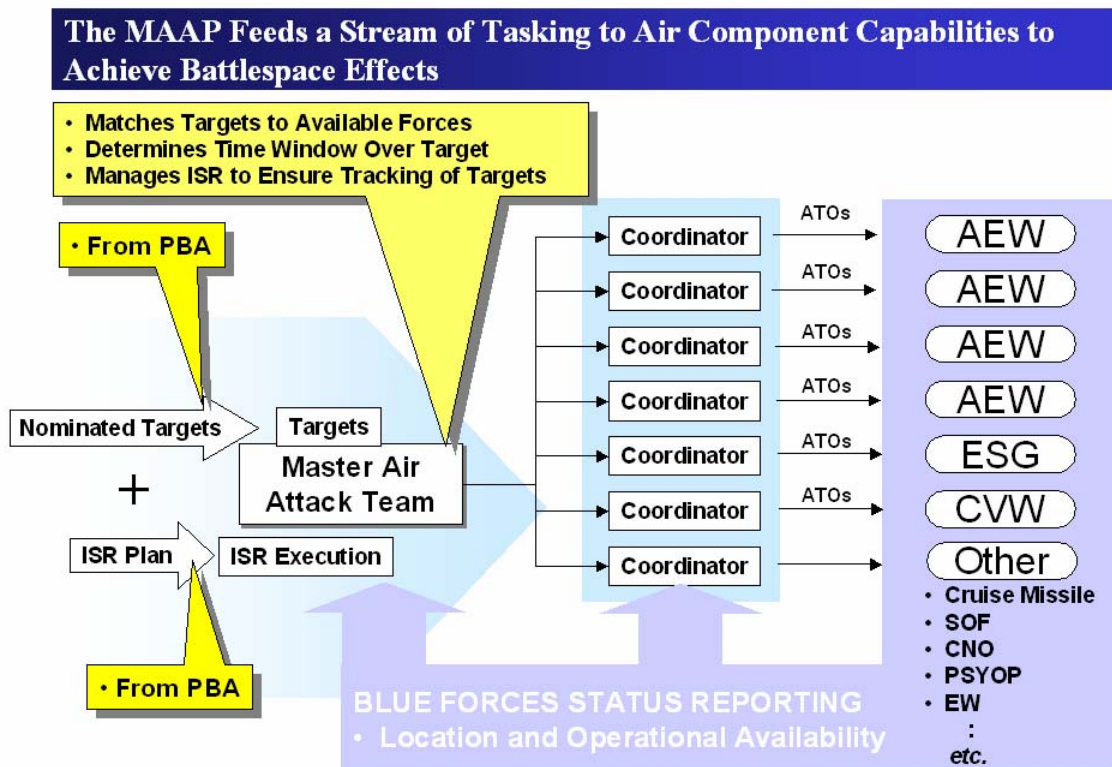 The MAAP Feeds a Stream of Tasking to Air Component Capabilities to
Achieve Battlespace Effects
• Matches Targets to Available Forces
• Determines Time Window Over Target
• Manages ISR to Ensure Tracking of Targets
• From PBA
Nominated Targets
+
Targets
Master Air
Attack Team
ISR Plan
ISR Execution
• From PBA
Coordinator
Coordinator
Coordinator
Coordinator
Coordinator
Coordinator
Coordinator
ATOs
ATOs
ATOs
ATOs
ATOs
ATOs
AEW
AEW
AEW
AEW
ESG
CVW
Other
• Cruise Missile
• SOF
• CNO
• PSYOP
• EW
:
etc.
BLUE FORCES STATUS REPORTING
• Location and Operational Availability